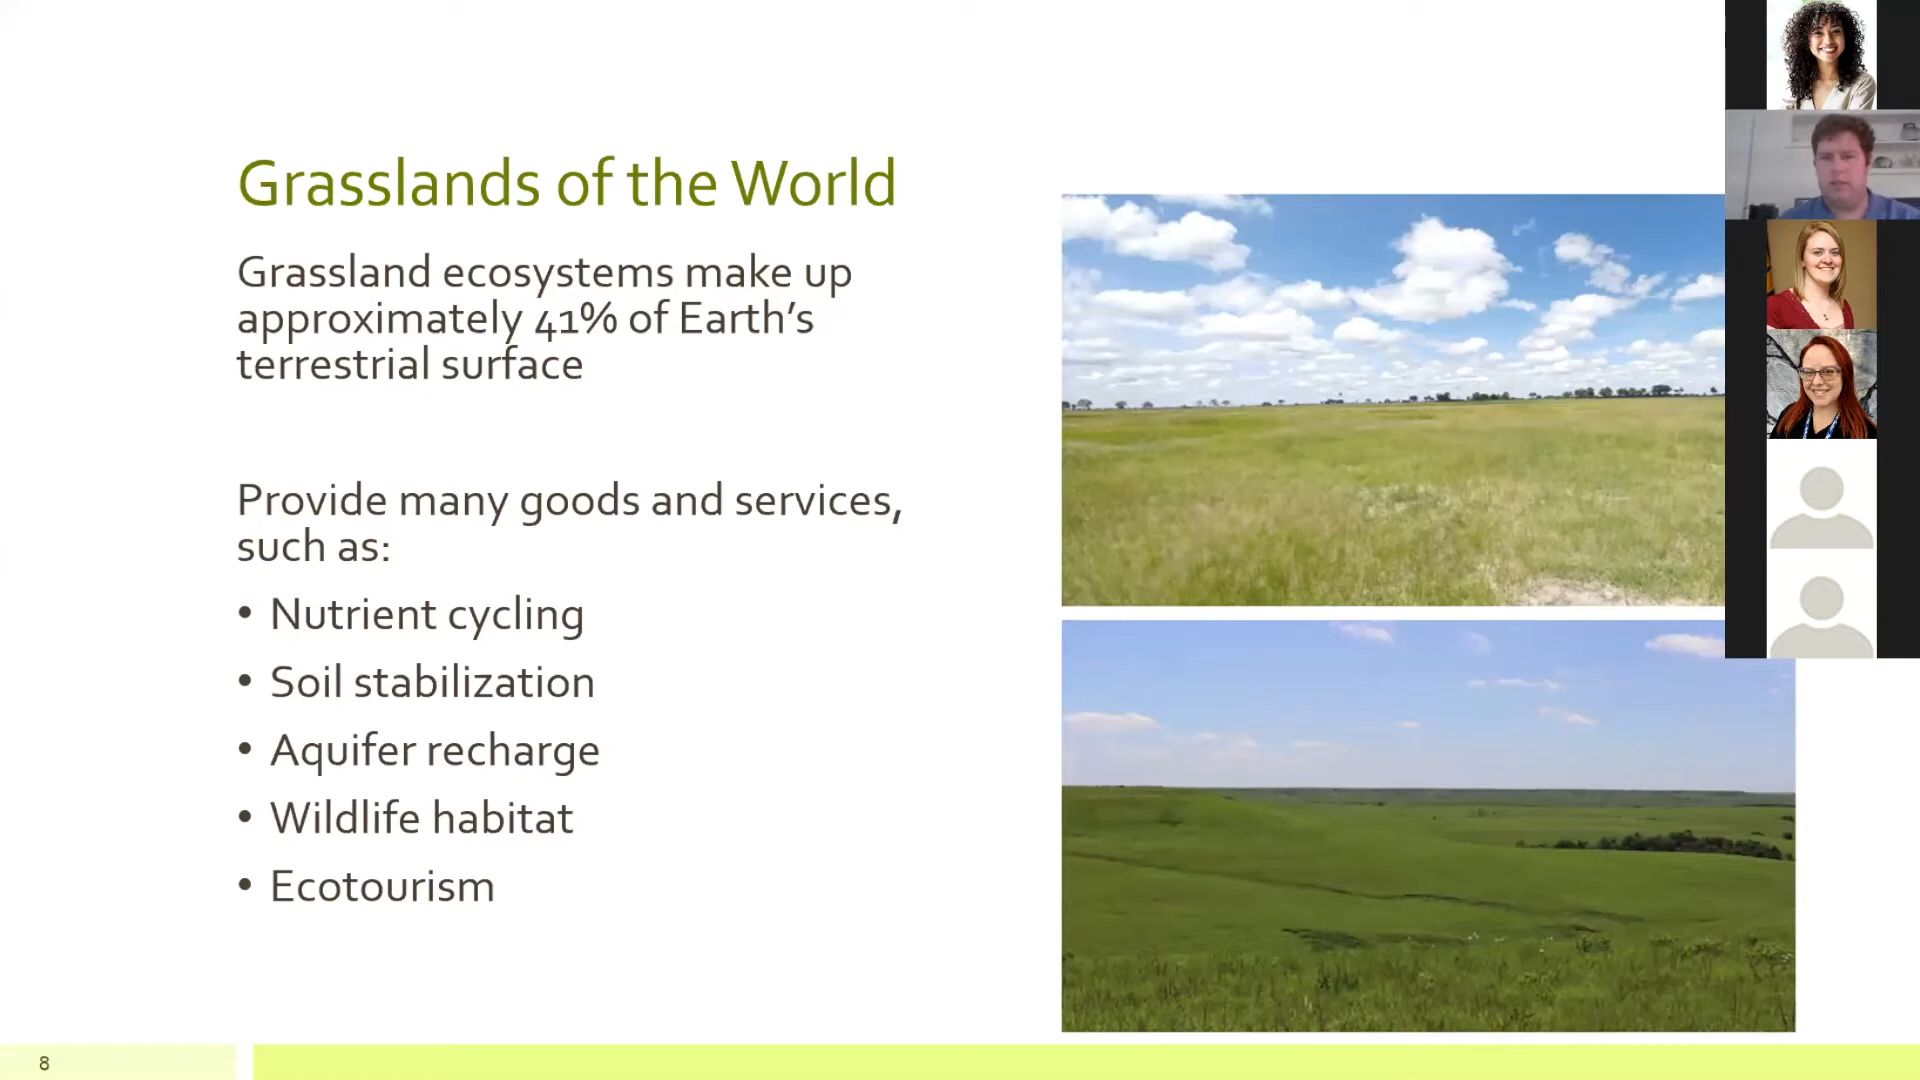 Grasslands of the World
Grassland ecosystems make up
approximately 41% of Earth’s
terrestrial surface
Provide many goods and services,
such as:
• Nutrient cycling
• Soil stabilization
• Aquifer recharge
• Wildlife habitat
• Ecotourism
8